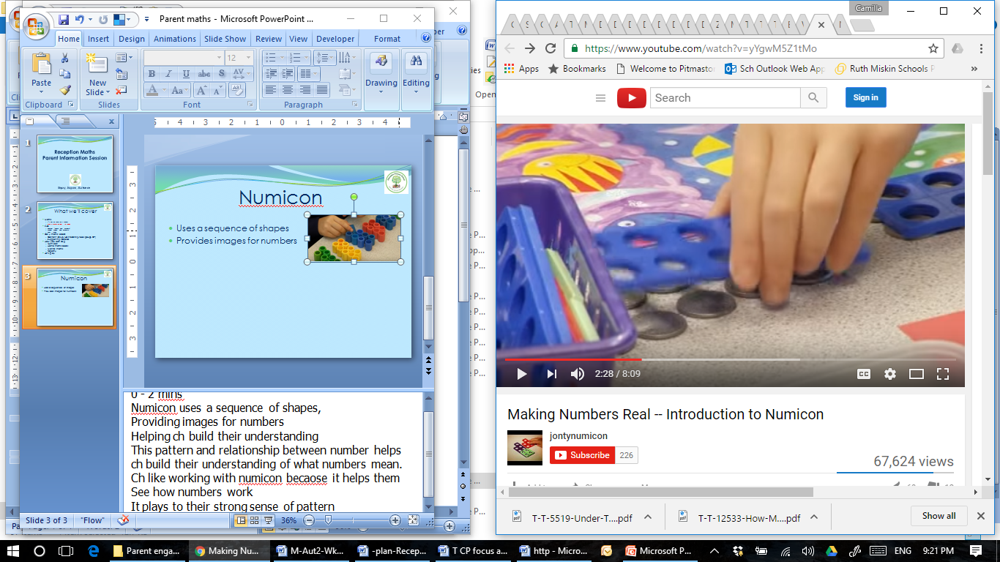 Parent maths - Microsoft PowerPoint ...
Home Insert Design Animations Slide Show Review View Developer Format
12
Paste
New
Slide
Drawing
Editing
Clipboard
Slides
Font
Paragraph
1
Reception Maths
Parent Information Session
2
What we'll cover
3
Numicon
Numicon
Uses a sequence of shapes
Provides images for numbers
0 - 2 mins
Numicon uses a sequence of shapes,
Providing images for numbers
Helping ch build their understanding
This pattern and relationship between number helps
ch build their understanding of what numbers mean.
Ch like working with numicon becaose it helps them
See how numbers work
It plays to their strong sense of pattern
Slide 3 of 3
"Flow"
36%
Camilla
https://www.youtube.com/watch?v=yYgwM5Z1tMo
Apps
Bookmarks
Welcome to Pitmasto
Sch Outlook Web App
Ruth Miskin Schools P
Search
Sign in
2:28 / 8:09
CC
Making Numbers Real -- Introduction to Numicon
jontynumicon
Subscribe
226
67,624 views
T-T-5519-Under-T....pdf
T-T-12533-How-M....pdf
Show all
Parent enga...
Making Nu...
M-Aut2-Wk...
-plan-Recep...
T CP focus a...
http - Micro...
Microsoft P...
ENG
9:21 PM